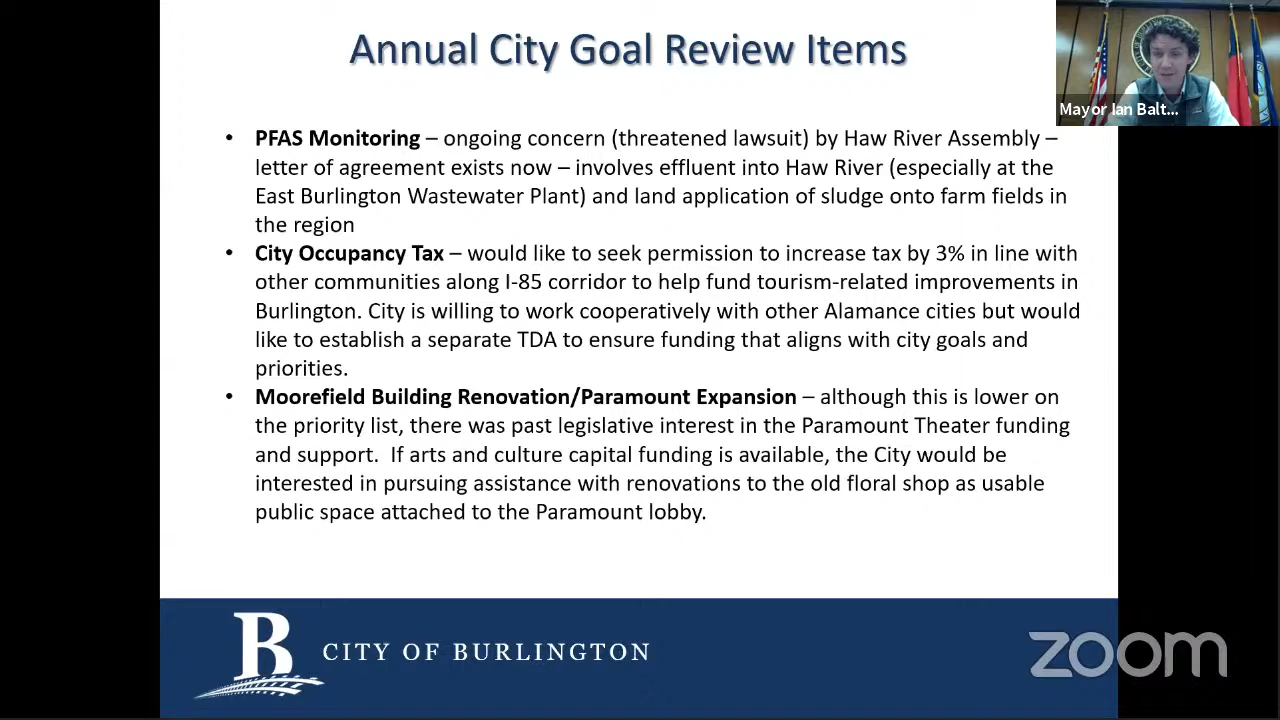 Annual City Goal Review Items
Mayor Ian Balt...
• PFAS Monitoring – ongoing concern (threatened lawsuit) by Haw River Assembly –
letter of agreement exists now – involves effluent into Haw River (especially at the
East Burlington Wastewater Plant) and land application of sludge onto farm fields in
the region
• City Occupancy Tax – would like to seek permission to increase tax by 3% in line with
other communities along I-85 corridor to help fund tourism-related improvements in
Burlington. City is willing to work cooperatively with other Alamance cities but would
like to establish a separate TDA to ensure funding that aligns with city goals and
priorities.
• Moorefield Building Renovation/Paramount Expansion – although this is lower on
the priority list, there was past legislative interest in the Paramount Theater funding
and support.  If arts and culture capital funding is available, the City would be
interested in pursuing assistance with renovations to the old floral shop as usable
public space attached to the Paramount lobby.
B CITY OF BURLINGTON
zoom